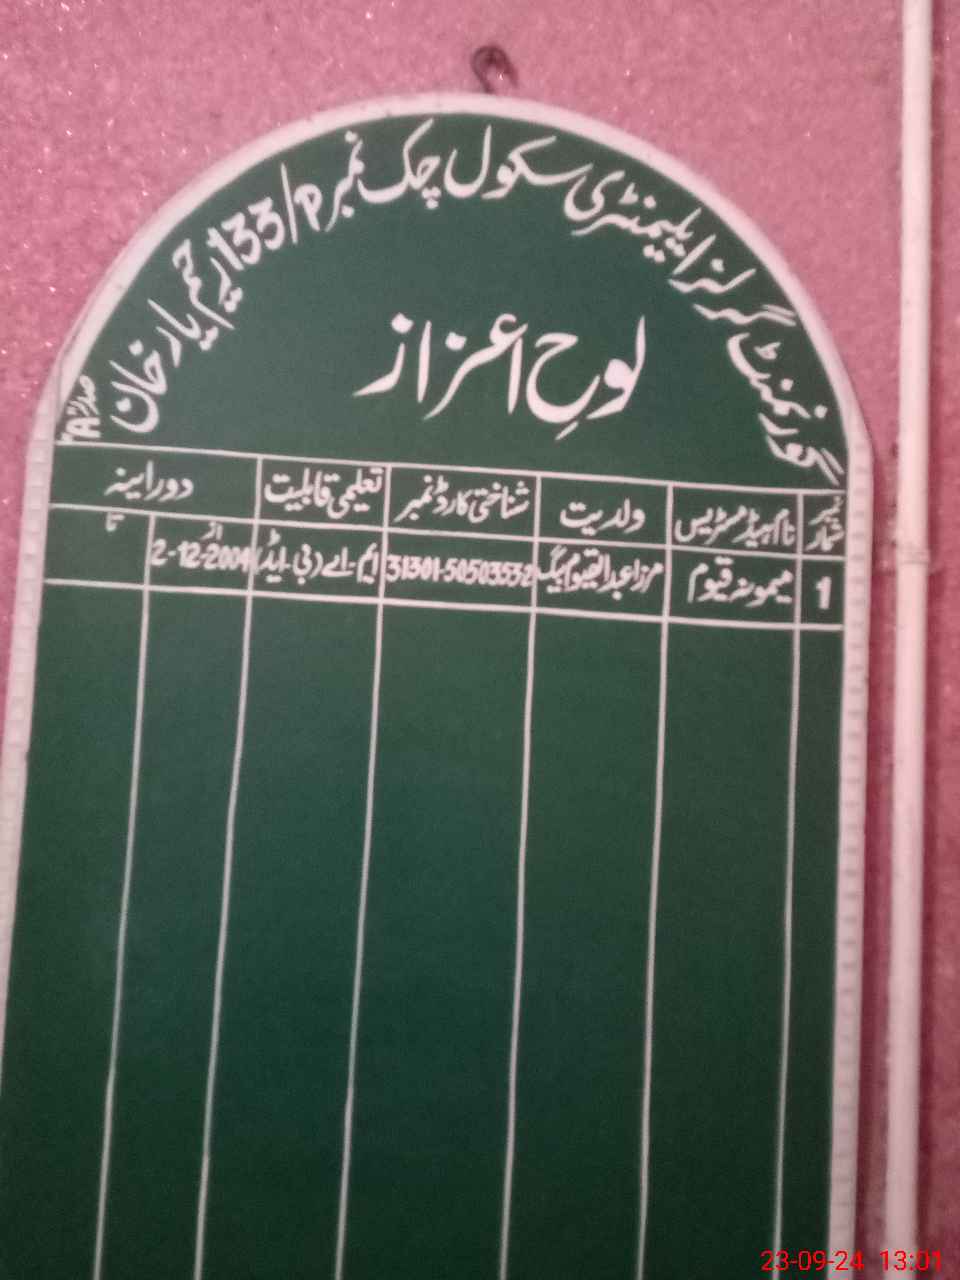 گورنمنٹ گرلز ایلیمنٹری سکول چک نمبر 133/P رحیم یار خان
لوحِ اعزاز
نمبر شمار نام ہیڈمسٹریس ولدیت شناختی کارڈ نمبر تعلیمی قابلیت دورانیہ
از تا
1 میمونہ قیوم مرزا عبدالقیوم بیگ 31301-5050353-2 ایم-اے (بی-ایڈ) 2-12-2004
23-09-24 13:01